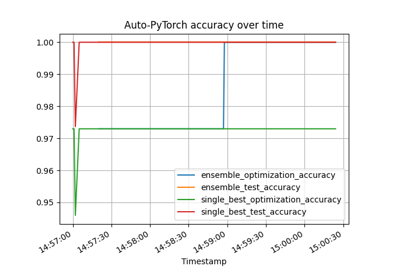 Auto-PyTorch accuracy over time
1.00
0.99
0.98
0.97
0.96
0.95
ensemble_optimization_accuracy
ensemble_test_accuracy
single_best_optimization_accuracy
single_best_test_accuracy
14:57:00
14:57:30
14:58:00
14:58:30
14:59:00
14:59:30
15:00:00
15:00:30
Timestamp